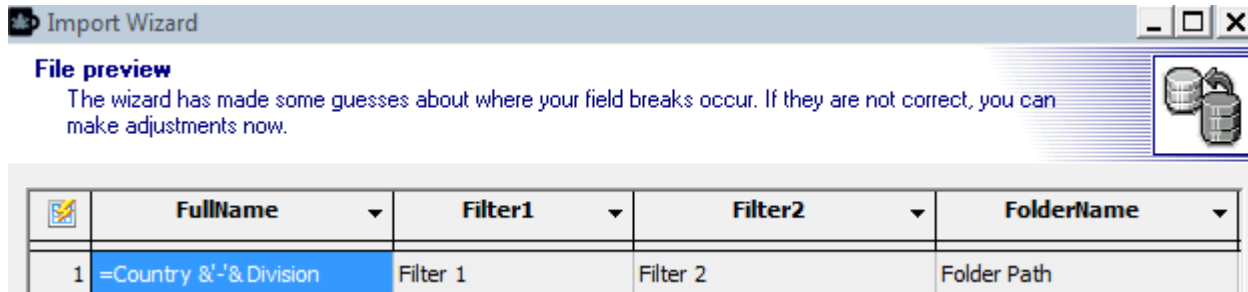 Import Wizard
File preview
The wizard has made some guesses about where your field breaks occur. If they are not correct, you can
make adjustments now.
FullName Filter1 Filter2 FolderName
1 =Country &'-'& Division Filter 1 Filter 2 Folder Path